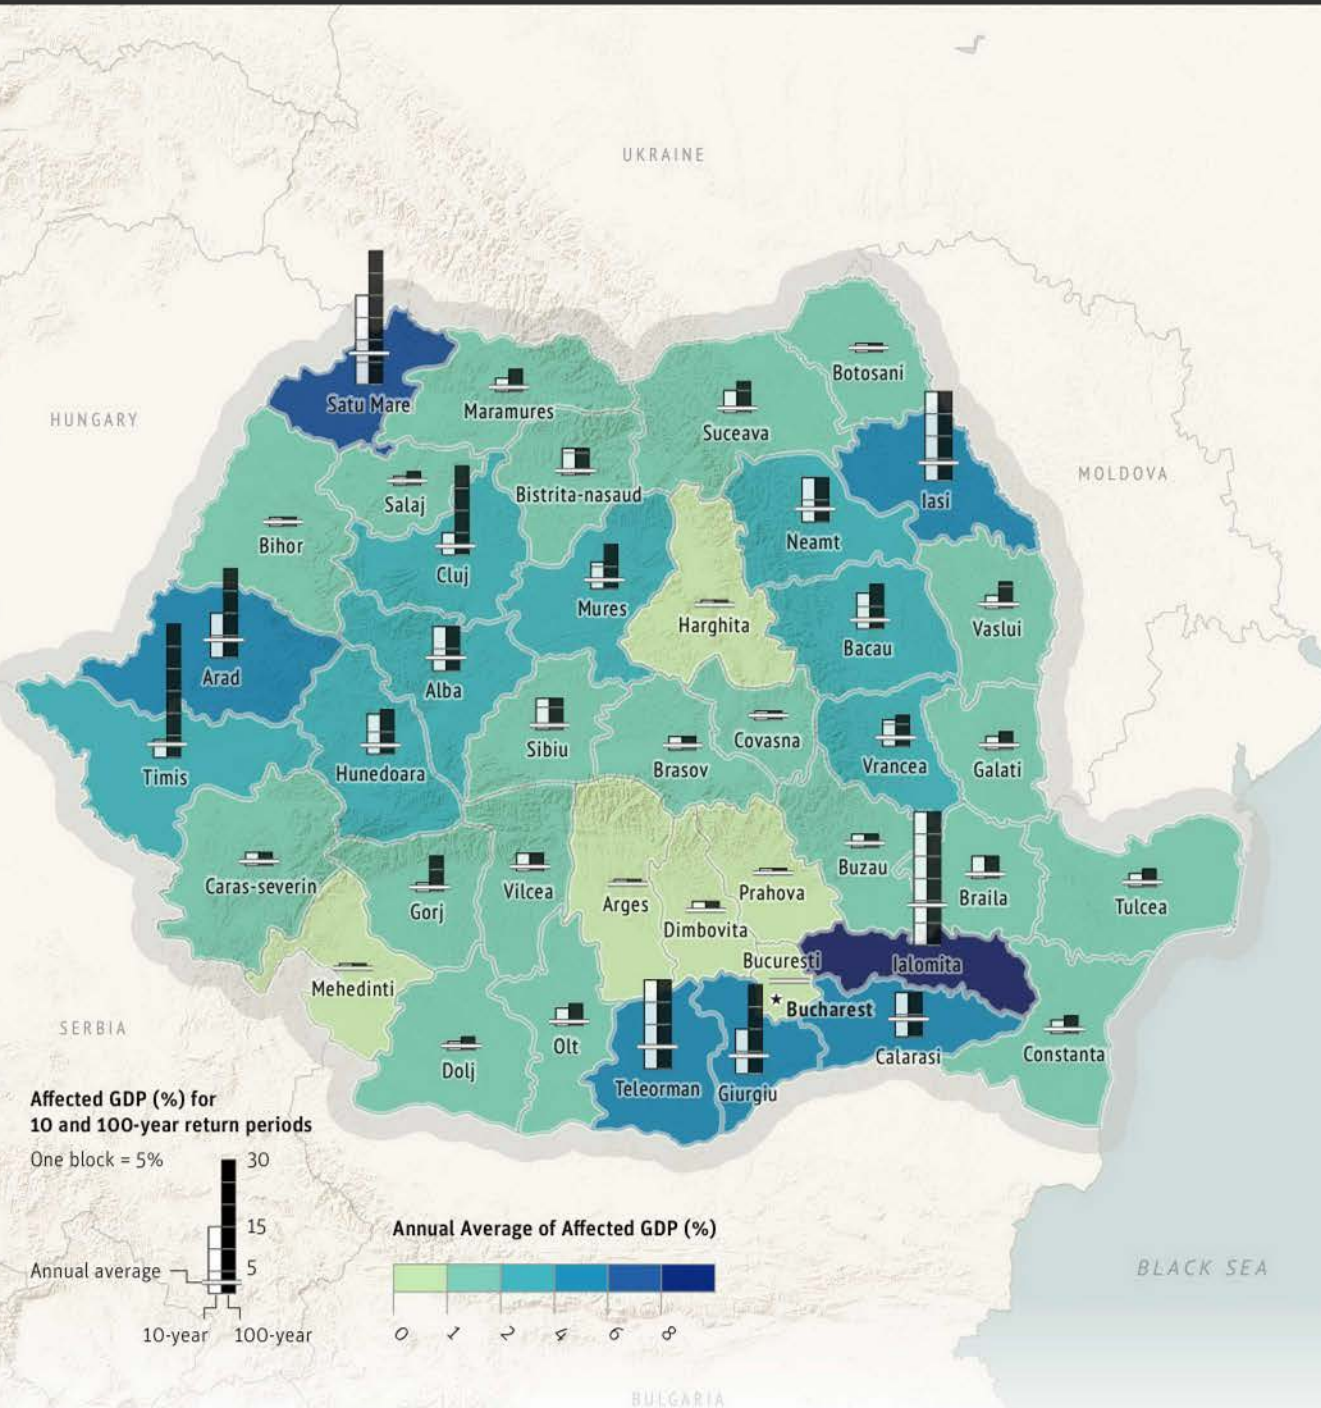 UKRAINE
HUNGARY
MOLDOVA
Botosani
Satu Mare
Maramures
Suceava
Iasi
Salaj
Bistrita-nasaud
Bihor
Neamt
Cluj
Mures
Harghita
Vaslui
Bacau
Arad
Alba
Sibiu
Covasna
Timis
Hunedoara
Brasov
Vrancea
Galati
Caras-severin
Vilcea
Buzau
Braila
Gorj
Arges
Prahova
Tulcea
Dimbovita
Bucuresti
Ialomita
Mehedinti
Bucharest
SERBIA
Olt
Calarasi
Constanta
Dolj
Teleorman
Giurgiu
Affected GDP (%) for
10 and 100-year return periods
One block = 5%
30
15
5
Annual average
10-year 100-year
Annual Average of Affected GDP (%)
0 1 2 4 6 8
BLACK SEA
BULGARIA